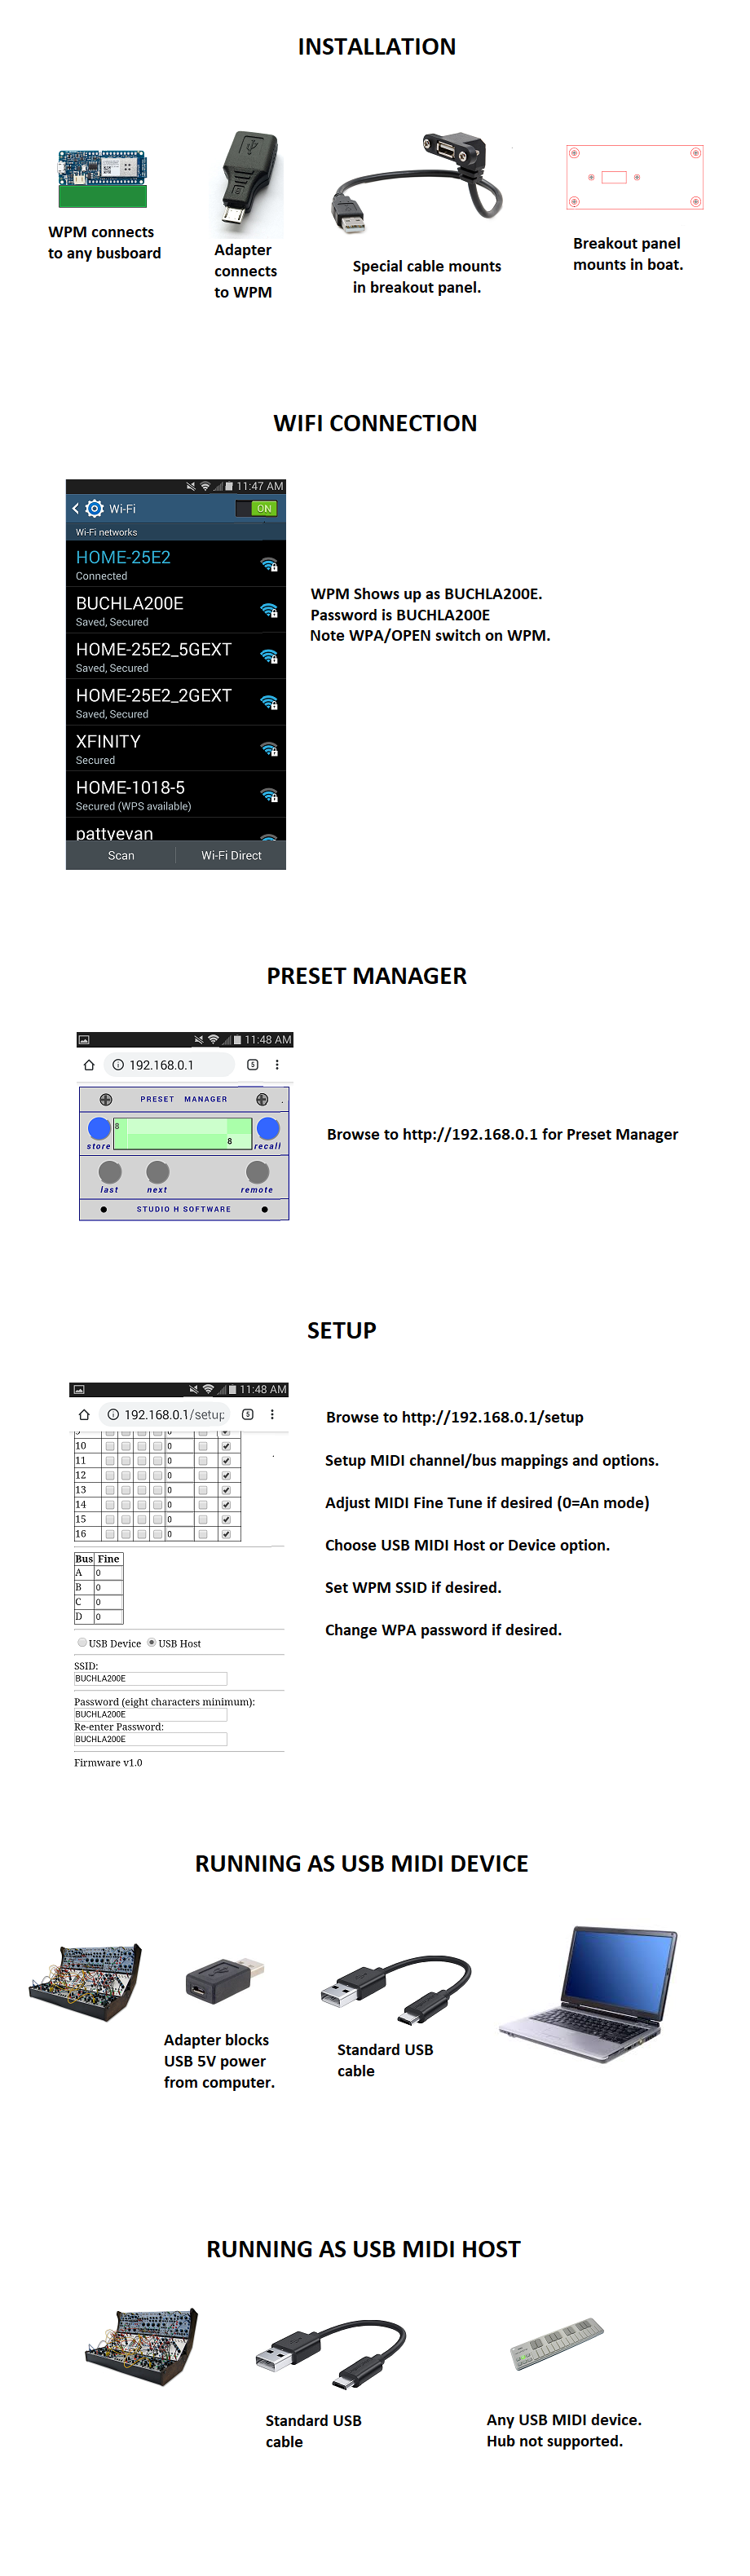 INSTALLATION
WPM connects
to any busboard
Adapter
connects
to WPM
Special cable mounts
in breakout panel.
Breakout panel
mounts in boat.
WIFI CONNECTION
11:47 AM
Wi-Fi
ON
Wi-Fi networks
HOME-25E2
Connected
BUCHLA200E
Saved, Secured
HOME-25E2_5GEXT
Saved, Secured
HOME-25E2_2GEXT
Saved, Secured
XFINITY
Secured
HOME-1018-5
Secured (WPS available)
pattyevan
Scan Wi-Fi Direct
WPM Shows up as BUCHLA200E.
Password is BUCHLA200E
Note WPA/OPEN switch on WPM.
PRESET MANAGER
11:48 AM
192.168.0.1 5
PRESET MANAGER
8
8
store recall
last next remote
STUDIO H SOFTWARE
Browse to http://192.168.0.1 for Preset Manager
SETUP
11:48 AM
192.168.0.1/setup 5
9 0
10 0
11 0
12 0
13 0
14 0
15 0
16 0
Bus Fine
A 0
B 0
C 0
D 0
USB Device USB Host
SSID:
BUCHLA200E
Password (eight characters minimum):
BUCHLA200E
Re-enter Password:
BUCHLA200E
Firmware v1.0
Browse to http://192.168.0.1/setup
Setup MIDI channel/bus mappings and options.
Adjust MIDI Fine Tune if desired (0=An mode)
Choose USB MIDI Host or Device option.
Set WPM SSID if desired.
Change WPA password if desired.
RUNNING AS USB MIDI DEVICE
Adapter blocks
USB 5V power
from computer.
Standard USB
cable
RUNNING AS USB MIDI HOST
Standard USB
cable
Any USB MIDI device.
Hub not supported.